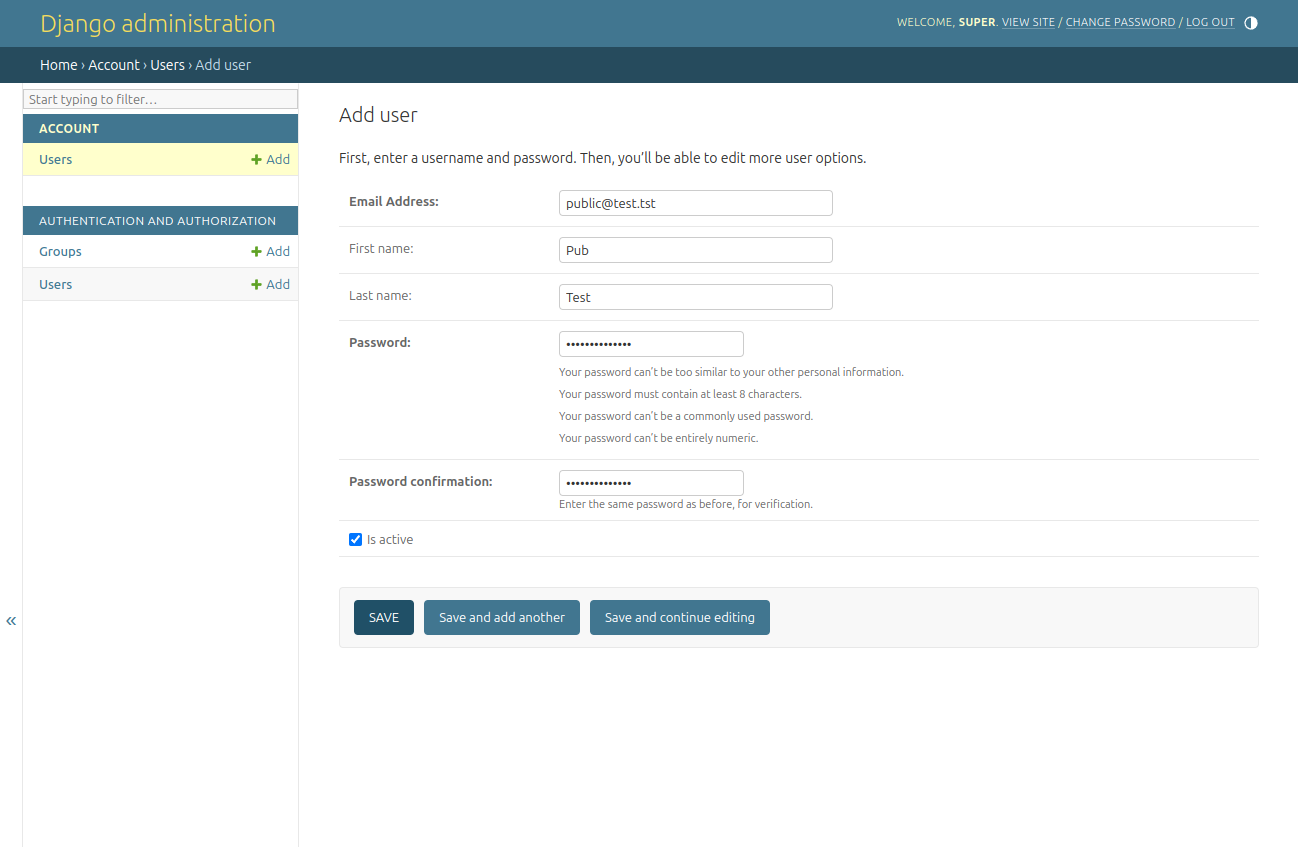 Django administration
WELCOME, SUPER. VIEW SITE / CHANGE PASSWORD / LOG OUT
Home › Account › Users › Add user
Start typing to filter…
ACCOUNT
Users
Add
AUTHENTICATION AND AUTHORIZATION
Groups
Add
Users
Add
«
Add user
First, enter a username and password. Then, you’ll be able to edit more user options.
Email Address:
public@test.tst
First name:
Pub
Last name:
Test
Password:
••••••••••••••
Your password can’t be too similar to your other personal information.
Your password must contain at least 8 characters.
Your password can’t be a commonly used password.
Your password can’t be entirely numeric.
Password confirmation:
••••••••••••••
Enter the same password as before, for verification.
Is active
SAVE
Save and add another
Save and continue editing